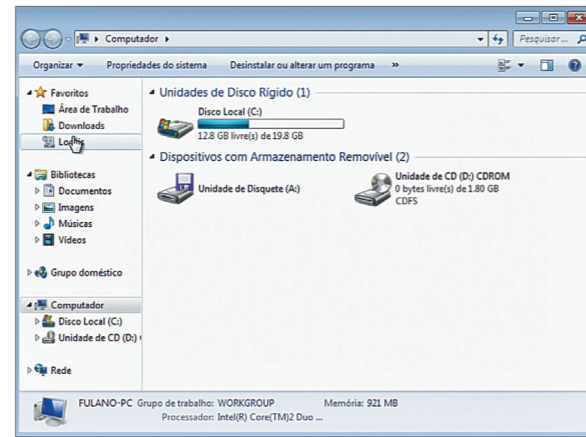 Computador
Pesquisar ...
Organizar
Propriedades do sistema
Desinstalar ou alterar um programa
»
Favoritos
Área de Trabalho
Downloads
Bibliotecas
Documentos
Imagens
Músicas
Vídeos
Grupo doméstico
Computador
Disco Local (C:)
Unidade de CD (D:)
Rede
Unidades de Disco Rígido (1)
Disco Local (C:)
12.8 GB livre(s) de 19.8 GB
Dispositivos com Armazenamento Removível (2)
Unidade de Disquete (A:)
Unidade de CD (D:) CDROM
0 bytes livre(s) de 1.80 GB
CDFS
FULANO-PC Grupo de trabalho: WORKGROUP Memória: 921 MB
Processador: Intel(R) Core(TM)2 Duo ...